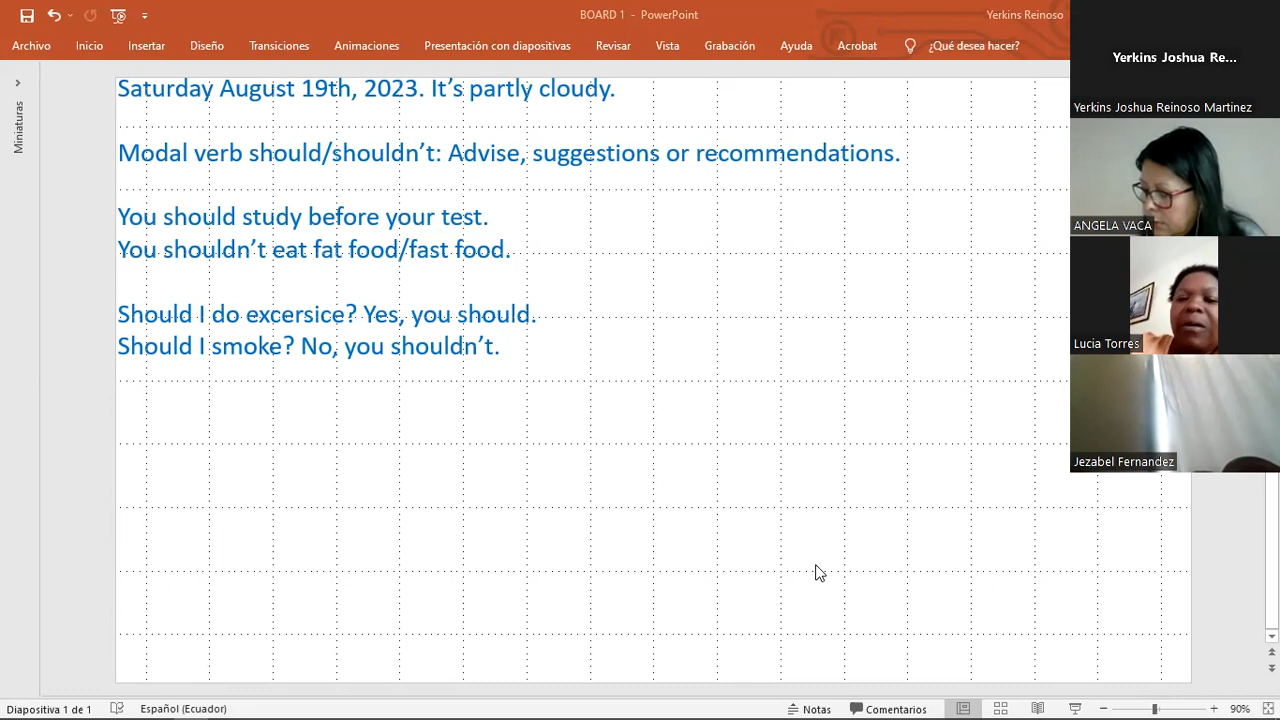 BOARD 1 - PowerPoint
Yerkins Reinoso
Archivo Inicio Insertar Diseño Transiciones Animaciones Presentación con diapositivas Revisar Vista Grabación Ayuda Acrobat ¿Qué desea hacer?
Miniaturas
Saturday August 19th, 2023. It’s partly cloudy.
Modal verb should/shouldn’t: Advise, suggestions or recommendations.
You should study before your test.
You shouldn’t eat fat food/fast food.
Should I do excersice? Yes, you should.
Should I smoke? No, you shouldn’t.
Yerkins Joshua Re...
Yerkins Joshua Reinoso Martinez
ANGELA VACA
Lucia Torres
Jezabel Fernandez
Diapositiva 1 de 1 Español (Ecuador) Notas Comentarios 90%